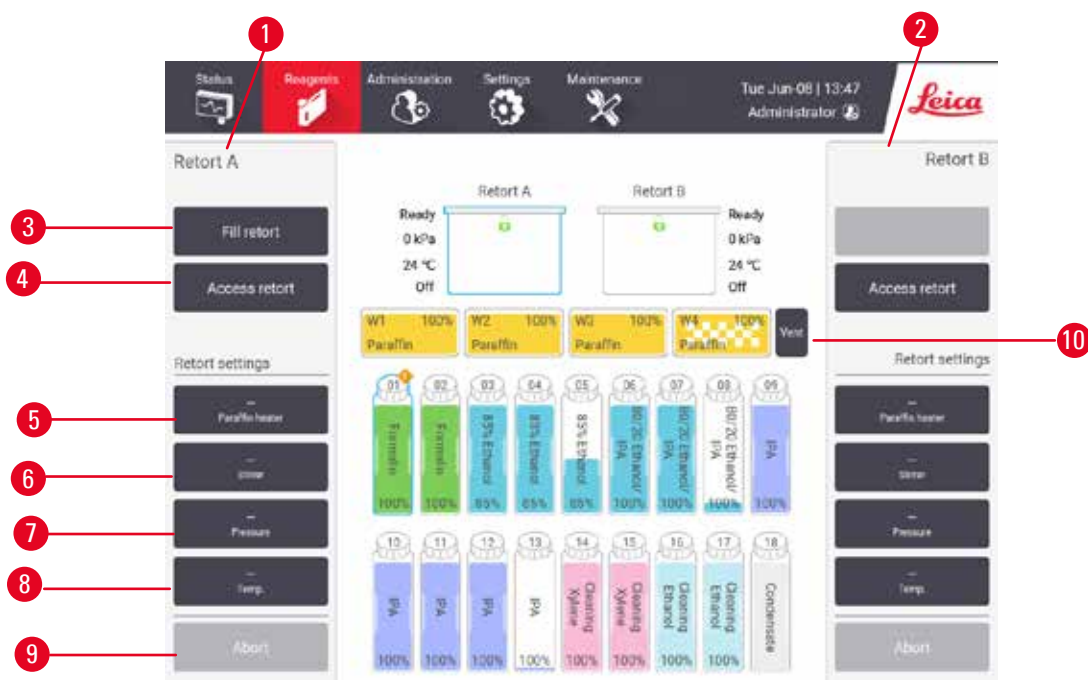 1
2
Status
Reagents
Administration
Settings
Maintenance
Tue Jun-08 | 13:47
Administrator
Leica
Retort A
Retort B
Retort A
Retort B
3
Fill retort
Ready
0 kPa
24 °C
Off
Ready
0 kPa
24 °C
Off
4
Access retort
Access retort
W1 100%
Paraffin
W2 100%
Paraffin
W3 100%
Paraffin
W4 100%
Paraffin
Vent
10
Retort settings
Retort settings
5
--
Paraffin heater
--
Paraffin heater
01
02
03
04
05
06
07
08
09
Formalin
Formalin
85% Ethanol
85% Ethanol
85% Ethanol
80/20 Ethanol/
IPA
80/20 Ethanol/
IPA
80/20 Ethanol/
IPA
IPA
100%
100%
85%
85%
85%
100%
100%
100%
100%
6
--
Stirrer
--
Stirrer
7
--
Pressure
--
Pressure
8
--
Temp.
--
Temp.
10
11
12
13
14
15
16
17
18
IPA
IPA
IPA
IPA
Cleaning
Xylene
Cleaning
Xylene
Cleaning
Ethanol
Cleaning
Ethanol
Condensate
100%
100%
100%
100%
100%
100%
100%
100%
9
Abort
Abort